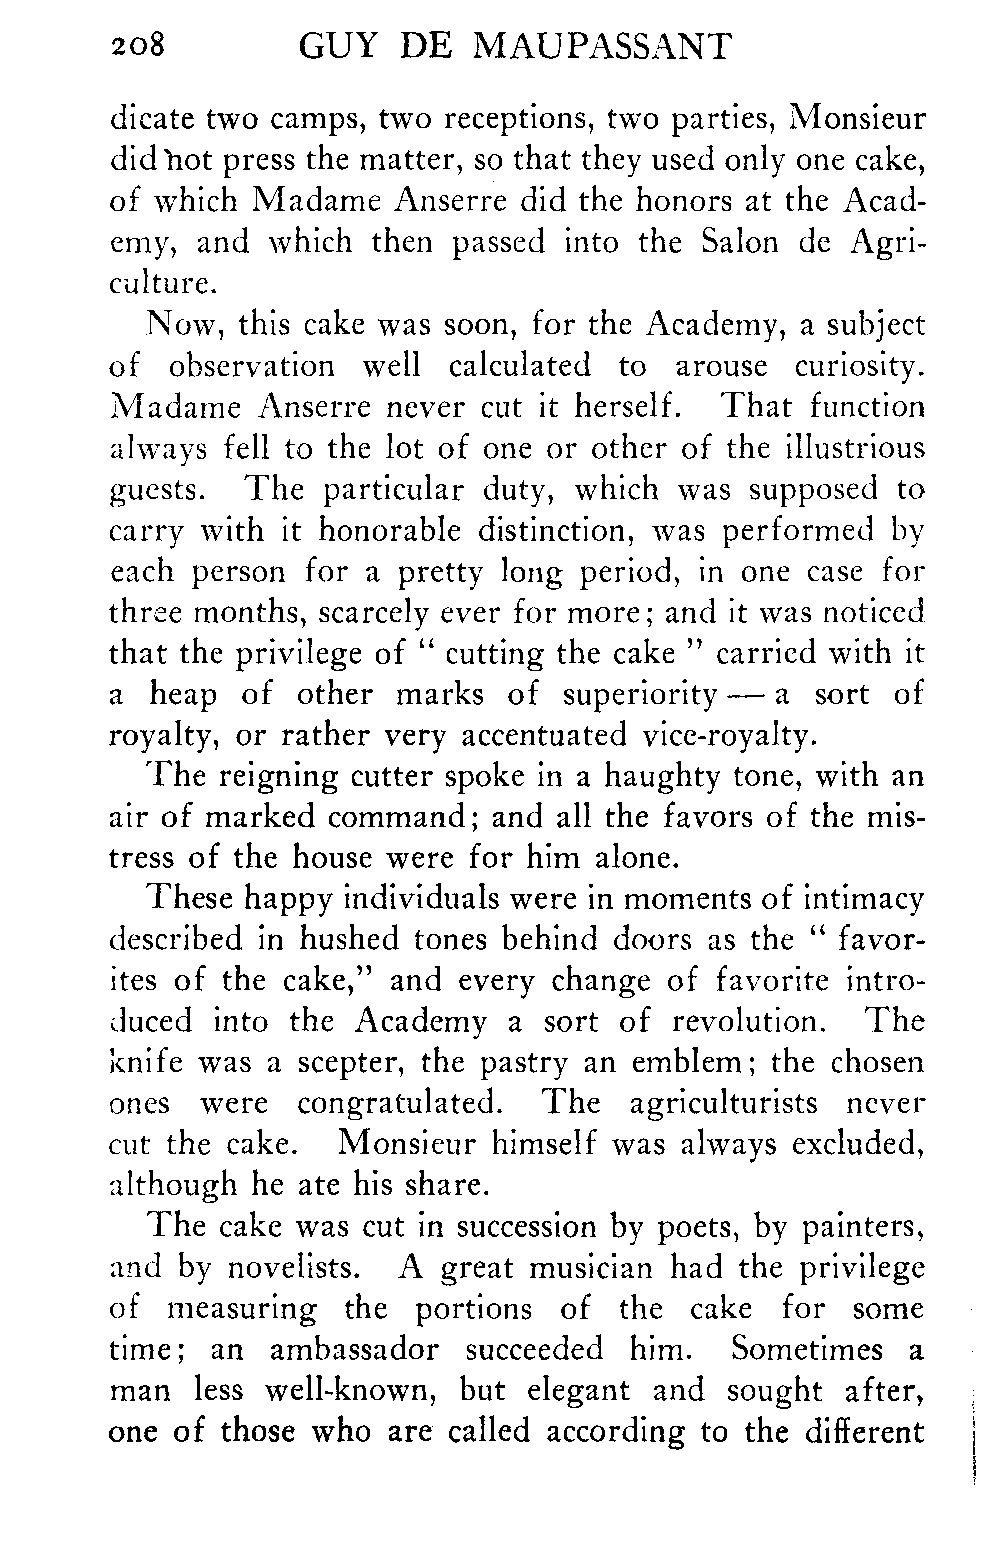 208 GUY DE MAUPASSANT
dicate two camps, two receptions, two parties, Monsieur
did not press the matter, so that they used only one cake,
of which Madame Anserre did the honors at the Acad-
emy, and which then passed into the Salon de Agri-
culture.
Now, this cake was soon, for the Academy, a subject
of observation well calculated to arouse curiosity.
Madame Anserre never cut it herself. That function
always fell to the lot of one or other of the illustrious
guests. The particular duty, which was supposed to
carry with it honorable distinction, was performed by
each person for a pretty long period, in one case for
three months, scarcely ever for more; and it was noticed
that the privilege of “ cutting the cake ” carried with it
a heap of other marks of superiority — a sort of
royalty, or rather very accentuated vice-royalty.
The reigning cutter spoke in a haughty tone, with an
air of marked command; and all the favors of the mis-
tress of the house were for him alone.
These happy individuals were in moments of intimacy
described in hushed tones behind doors as the “ favor-
ites of the cake,” and every change of favorite intro-
duced into the Academy a sort of revolution. The
knife was a scepter, the pastry an emblem; the chosen
ones were congratulated. The agriculturists never
cut the cake. Monsieur himself was always excluded,
although he ate his share.
The cake was cut in succession by poets, by painters,
and by novelists. A great musician had the privilege
of measuring the portions of the cake for some
time; an ambassador succeeded him. Sometimes a
man less well-known, but elegant and sought after,
one of those who are called according to the different